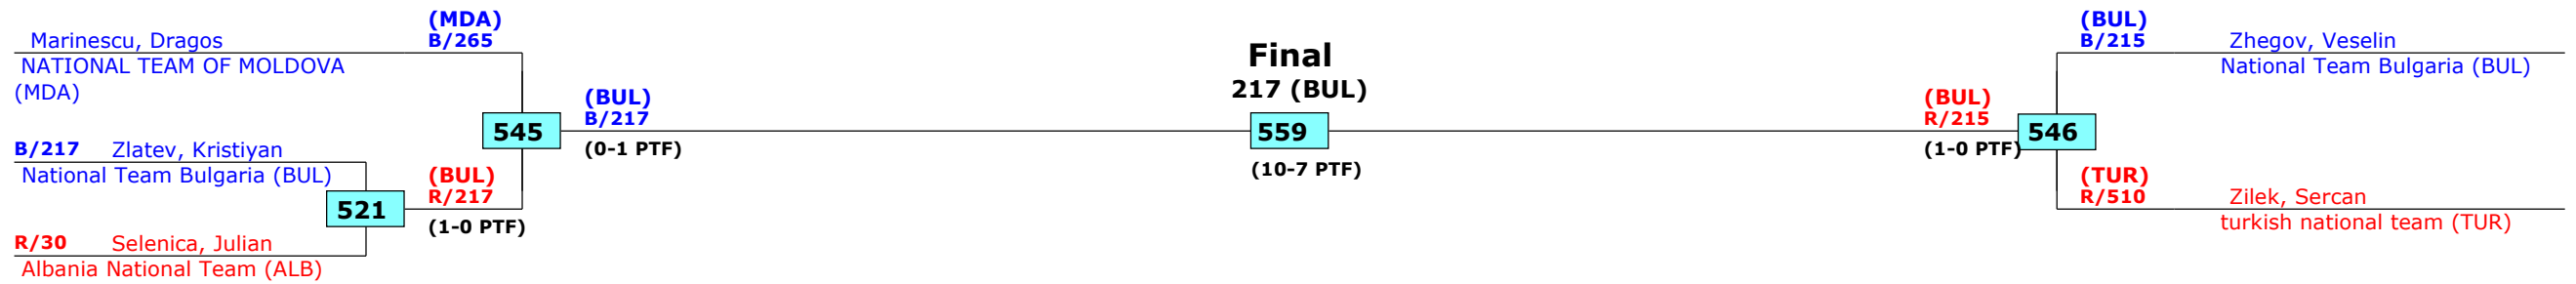 (MDA)
Marinescu, Dragos B/265
NATIONAL TEAM OF MOLDOVA
(MDA)
B/217 Zlatev, Kristiyan
National Team Bulgaria (BUL)
521
R/30 Selenica, Julian
Albania National Team (ALB)
(BUL)
R/217
(1-0 PTF)
545
(BUL)
B/217
(0-1 PTF)
Final
217 (BUL)
559
(10-7 PTF)
(BUL)
R/215
(1-0 PTF)
546
(BUL)
B/215 Zhegov, Veselin
National Team Bulgaria (BUL)
(TUR)
R/510 Zilek, Sercan
turkish national team (TUR)